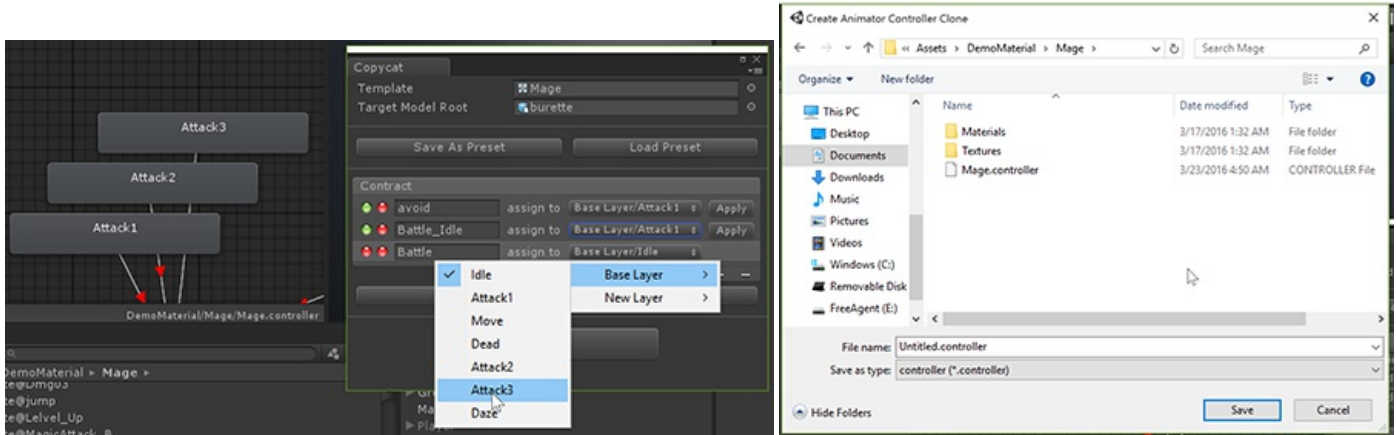 Attack3
Attack2
Attack1
DemoMaterial/Mage/Mage.controller
DemoMaterial ▸ Mage ▸
te@Dmg03
te@jump
te@Lelvel_Up
te@MagicAttack_B
Copycat
Template Mage
Target Model Root burette
Save As Preset Load Preset
Contract
avoid assign to Base Layer/Attack1 Apply
Battle_Idle assign to Base Layer/Attack1 Apply
Battle assign to Base Layer/Idle
Base Layer >
New Layer >
Idle
Attack1
Move
Dead
Attack2
Attack3
Daze
Create Animator Controller Clone
« Assets > DemoMaterial > Mage >
Search Mage
Organize New folder
This PC
Desktop
Documents
Downloads
Music
Pictures
Videos
Windows (C:)
Removable Disk
FreeAgent (E:)
Name Date modified Type
Materials 3/17/2016 1:32 AM File folder
Textures 3/17/2016 1:32 AM File folder
Mage.controller 3/23/2016 4:50 AM CONTROLLER File
File name: Untitled.controller
Save as type: controller (*.controller)
Hide Folders
Save Cancel